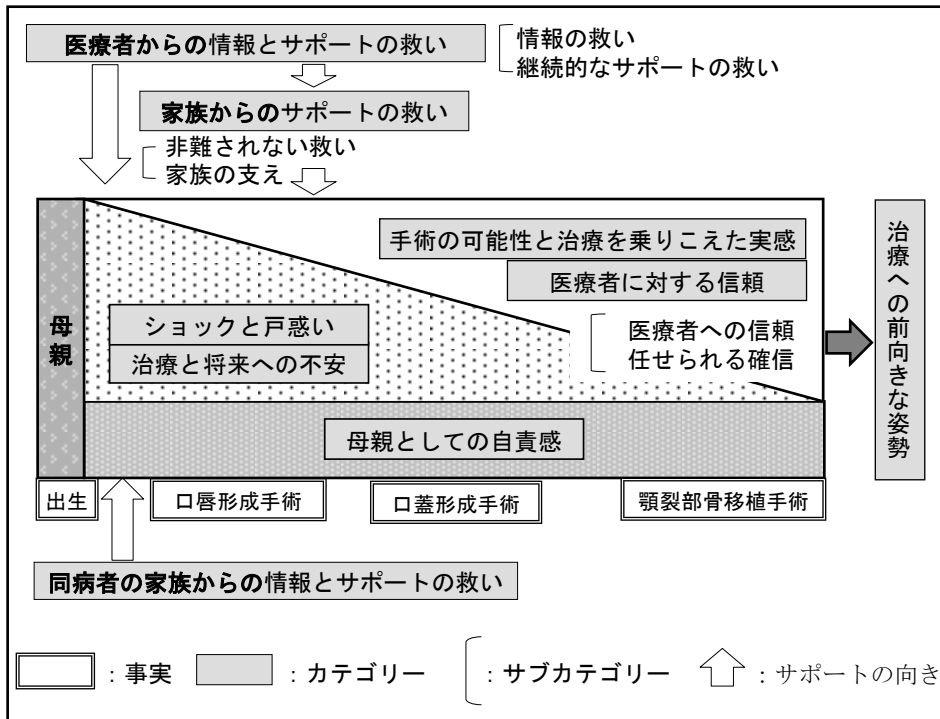 医療者からの情報とサポートの救い
情報の救い
継続的なサポートの救い
家族からのサポートの救い
非難されない救い
家族の支え
手術の可能性と治療を乗りこえた実感
医療者に対する信頼
医療者への信頼
任せられる確信
ショックと戸惑い
治療と将来への不安
母親
母親としての自責感
治療への前向きな姿勢
出生
口唇形成手術
口蓋形成手術
顎裂部骨移植手術
同病者の家族からの情報とサポートの救い
:事実
:カテゴリー
:サブカテゴリー
:サポートの向き